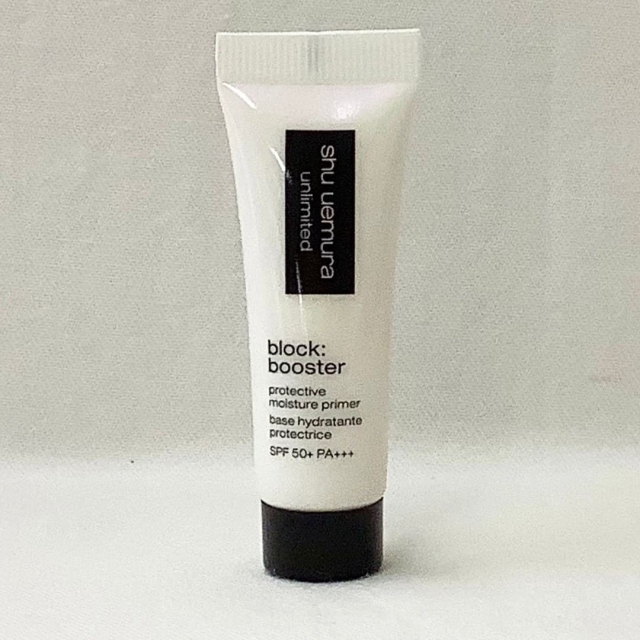 shu uemura
unlimited
block:
booster
protective
moisture primer
base hydratante
protectrice
SPF 50+ PA+++